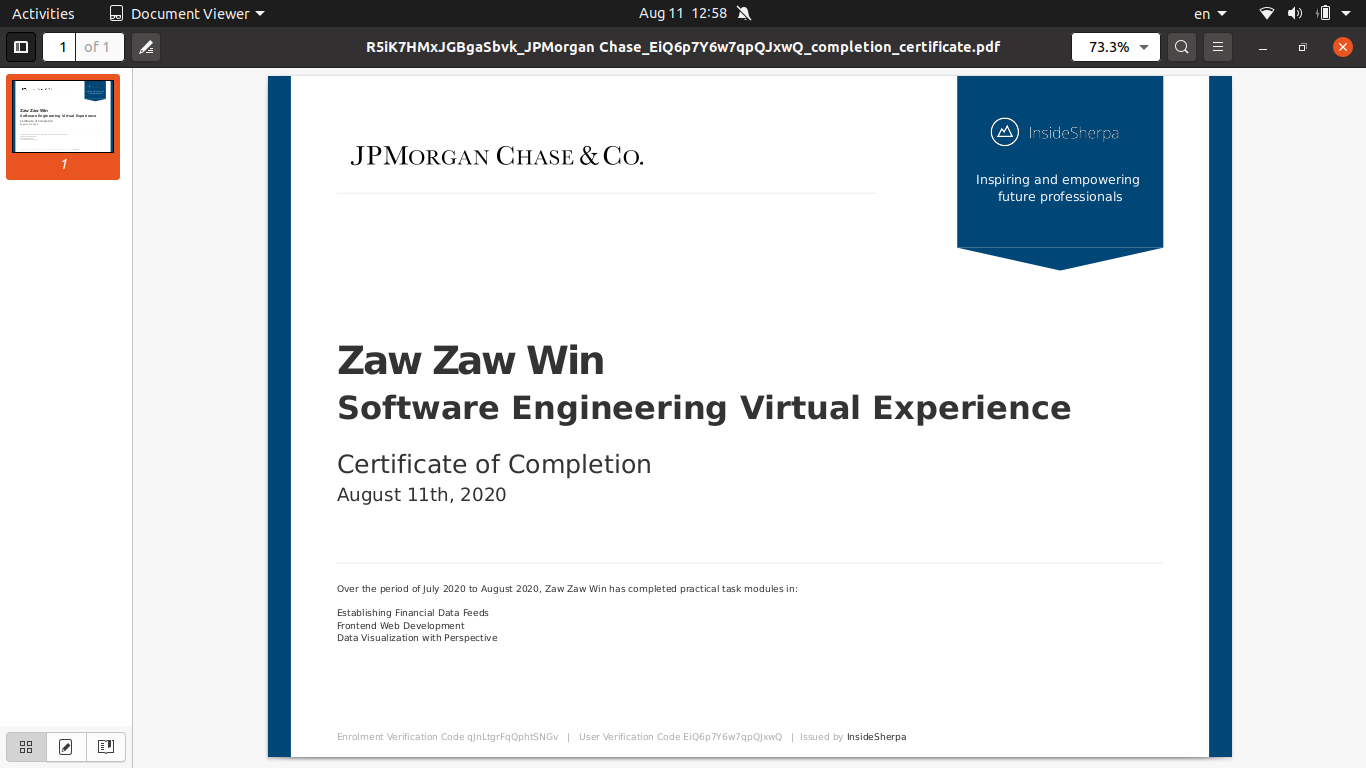 Activities Document Viewer Aug 11 12:58 en
1 of 1 R5iK7HMxJGBgaSbvk_JPMorgan Chase_EiQ6p7Y6w7qpQJxwQ_completion_certificate.pdf 73.3%
1
JPMORGAN CHASE & CO.
InsideSherpa
Inspiring and empowering
future professionals
Zaw Zaw Win
Software Engineering Virtual Experience
Certificate of Completion
August 11th, 2020
Over the period of July 2020 to August 2020, Zaw Zaw Win has completed practical task modules in:
Establishing Financial Data Feeds
Frontend Web Development
Data Visualization with Perspective
Enrolment Verification Code qJnLtgrFqQphtSNGv | User Verification Code EiQ6p7Y6w7qpQJxwQ | Issued by InsideSherpa